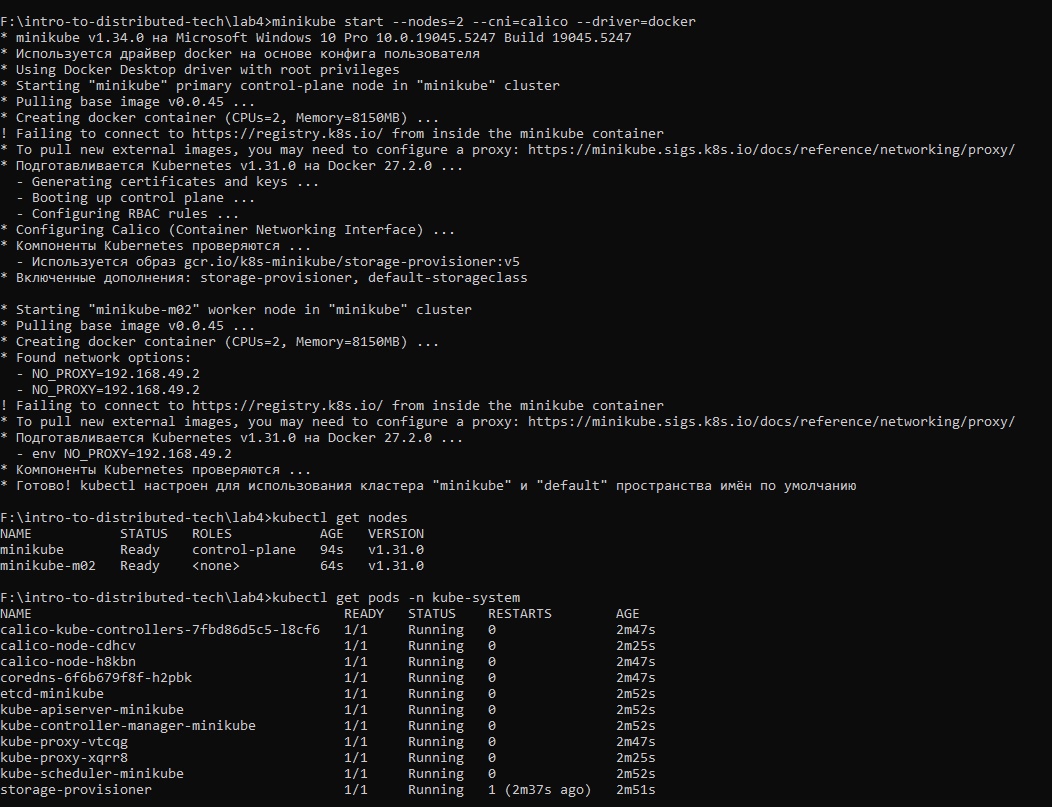 F:\intro-to-distributed-tech\lab4>minikube start --nodes=2 --cni=calico --driver=docker
* minikube v1.34.0 на Microsoft Windows 10 Pro 10.0.19045.5247 Build 19045.5247
* Используется драйвер docker на основе конфига пользователя
* Using Docker Desktop driver with root privileges
* Starting "minikube" primary control-plane node in "minikube" cluster
* Pulling base image v0.0.45 ...
* Creating docker container (CPUs=2, Memory=8150MB) ...
! Failing to connect to https://registry.k8s.io/ from inside the minikube container
* To pull new external images, you may need to configure a proxy: https://minikube.sigs.k8s.io/docs/reference/networking/proxy/
* Подготавливается Kubernetes v1.31.0 на Docker 27.2.0 ...
  - Generating certificates and keys ...
  - Booting up control plane ...
  - Configuring RBAC rules ...
* Configuring Calico (Container Networking Interface) ...
* Компоненты Kubernetes проверяются ...
  - Используется образ gcr.io/k8s-minikube/storage-provisioner:v5
* Включенные дополнения: storage-provisioner, default-storageclass
* Starting "minikube-m02" worker node in "minikube" cluster
* Pulling base image v0.0.45 ...
* Creating docker container (CPUs=2, Memory=8150MB) ...
* Found network options:
  - NO_PROXY=192.168.49.2
  - NO_PROXY=192.168.49.2
! Failing to connect to https://registry.k8s.io/ from inside the minikube container
* To pull new external images, you may need to configure a proxy: https://minikube.sigs.k8s.io/docs/reference/networking/proxy/
* Подготавливается Kubernetes v1.31.0 на Docker 27.2.0 ...
  - env NO_PROXY=192.168.49.2
* Компоненты Kubernetes проверяются ...
* Готово! kubectl настроен для использования кластера "minikube" и "default" пространства имён по умолчанию
F:\intro-to-distributed-tech\lab4>kubectl get nodes
NAME           STATUS   ROLES           AGE   VERSION
minikube       Ready    control-plane   94s   v1.31.0
minikube-m02   Ready    <none>          64s   v1.31.0
F:\intro-to-distributed-tech\lab4>kubectl get pods -n kube-system
NAME                                       READY   STATUS    RESTARTS        AGE
calico-kube-controllers-7fbd86d5c5-l8cf6   1/1     Running   0               2m47s
calico-node-cdhcv                          1/1     Running   0               2m25s
calico-node-h8kbn                          1/1     Running   0               2m47s
coredns-6f6b679f8f-h2pbk                   1/1     Running   0               2m47s
etcd-minikube                              1/1     Running   0               2m52s
kube-apiserver-minikube                    1/1     Running   0               2m52s
kube-controller-manager-minikube           1/1     Running   0               2m52s
kube-proxy-vtcqg                           1/1     Running   0               2m47s
kube-proxy-xqrr8                           1/1     Running   0               2m25s
kube-scheduler-minikube                    1/1     Running   0               2m52s
storage-provisioner                        1/1     Running   1 (2m37s ago)   2m51s